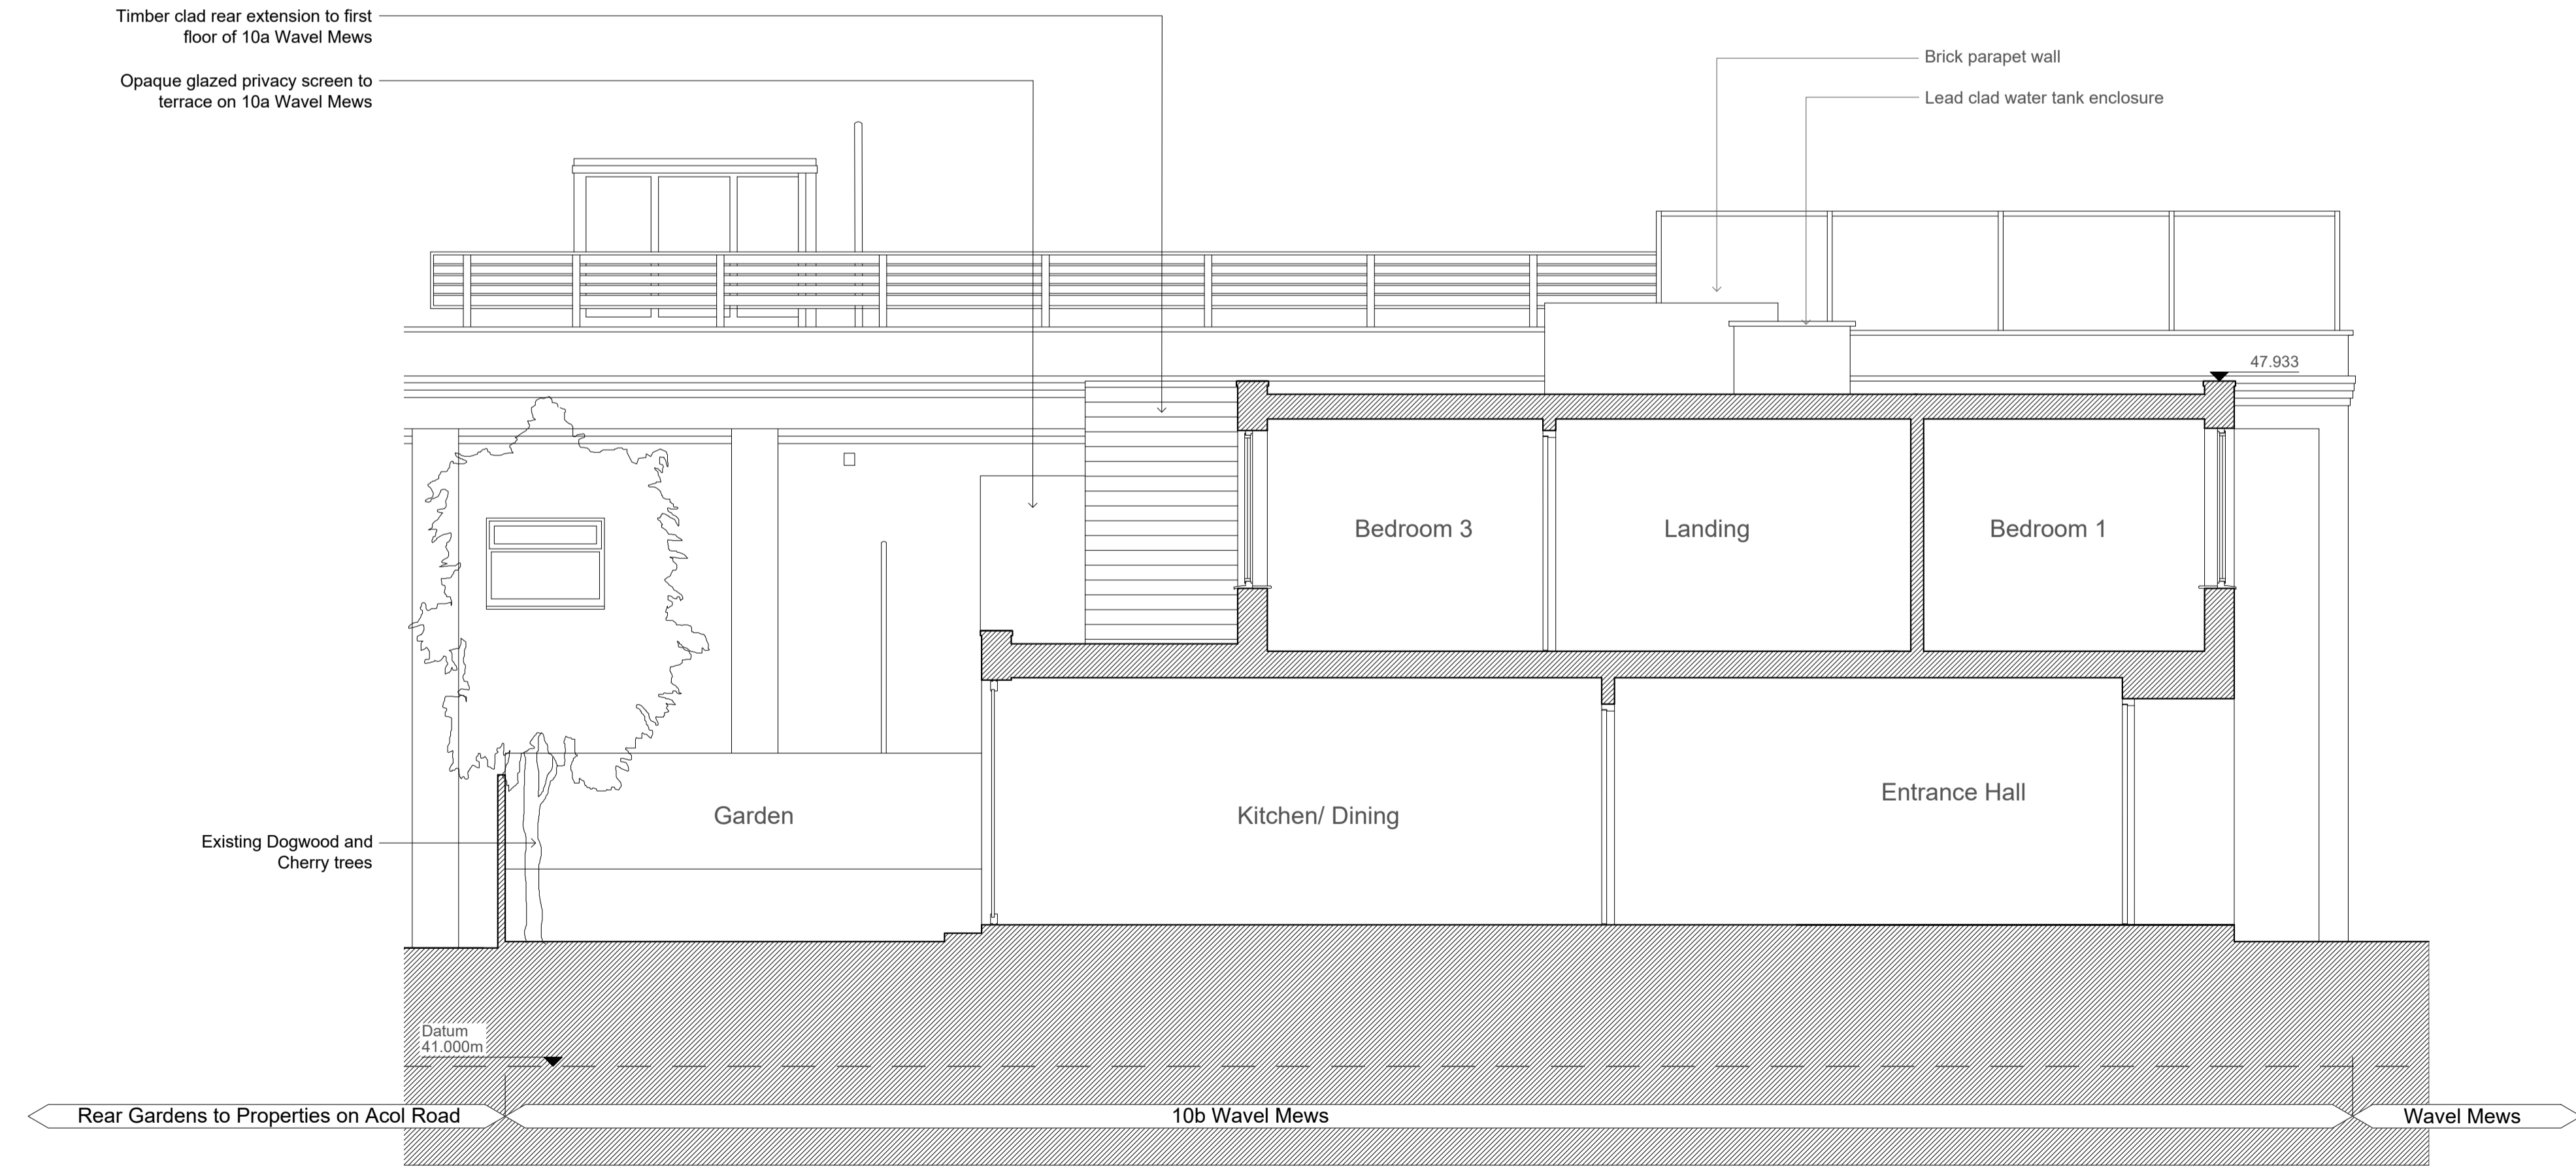 Timber clad rear extension to first
floor of 10a Wavel Mews
Opaque glazed privacy screen to
terrace on 10a Wavel Mews
Brick parapet wall
Lead clad water tank enclosure
47.933
Bedroom 3
Landing
Bedroom 1
Garden
Kitchen/ Dining
Entrance Hall
Existing Dogwood and
Cherry trees
Datum
41.000m
Rear Gardens to Properties on Acol Road
10b Wavel Mews
Wavel Mews